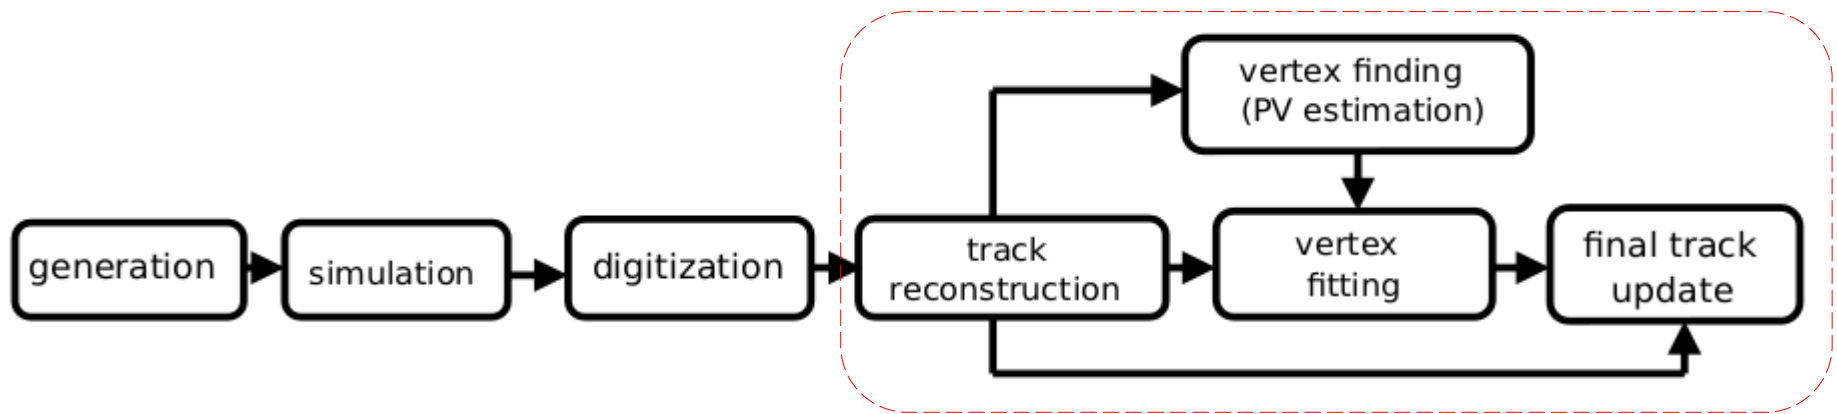 generation
simulation
digitization
track
reconstruction
vertex finding
(PV estimation)
vertex
fitting
final track
update